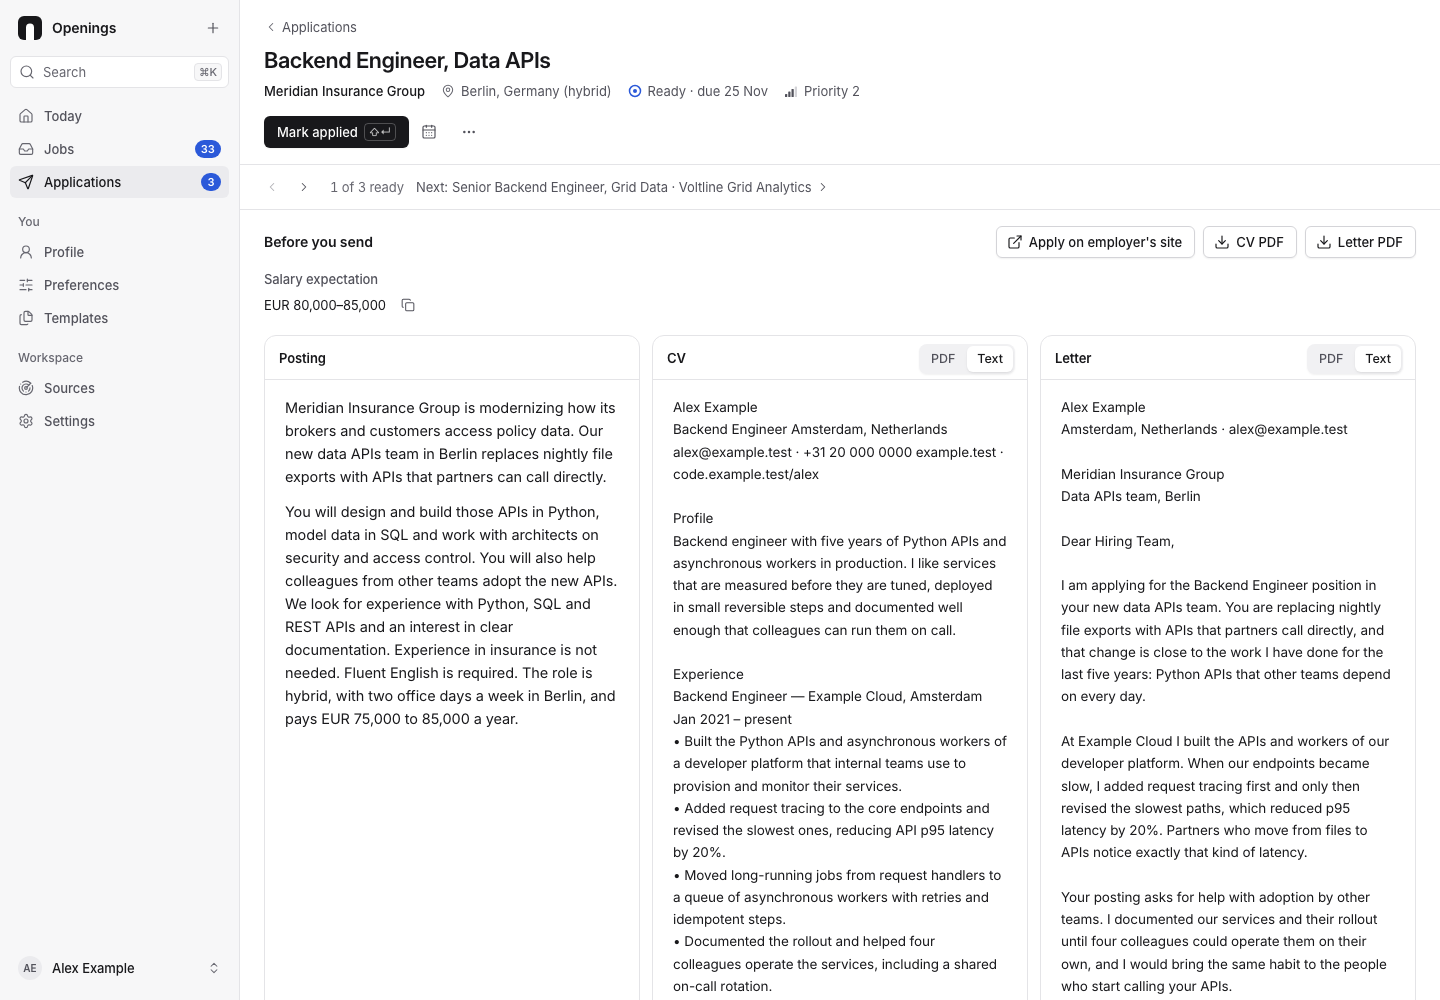 Openings
Search
⌘K
Today
Jobs
33
Applications
3
You
Profile
Preferences
Templates
Workspace
Sources
Settings
AE
Alex Example
Applications
Backend Engineer, Data APIs
Meridian Insurance Group
Berlin, Germany (hybrid)
Ready · due 25 Nov
Priority 2
Mark applied
1 of 3 ready
Next: Senior Backend Engineer, Grid Data · Voltline Grid Analytics
Before you send
Apply on employer's site
CV PDF
Letter PDF
Salary expectation
EUR 80,000–85,000
Posting
Meridian Insurance Group is modernizing how its
brokers and customers access policy data. Our
new data APIs team in Berlin replaces nightly file
exports with APIs that partners can call directly.
You will design and build those APIs in Python,
model data in SQL and work with architects on
security and access control. You will also help
colleagues from other teams adopt the new APIs.
We look for experience with Python, SQL and
REST APIs and an interest in clear
documentation. Experience in insurance is not
needed. Fluent English is required. The role is
hybrid, with two office days a week in Berlin, and
pays EUR 75,000 to 85,000 a year.
CV
PDF
Text
Alex Example
Backend Engineer Amsterdam, Netherlands
alex@example.test · +31 20 000 0000 example.test ·
code.example.test/alex
Profile
Backend engineer with five years of Python APIs and
asynchronous workers in production. I like services
that are measured before they are tuned, deployed
in small reversible steps and documented well
enough that colleagues can run them on call.
Experience
Backend Engineer — Example Cloud, Amsterdam
Jan 2021 – present
• Built the Python APIs and asynchronous workers of
a developer platform that internal teams use to
provision and monitor their services.
• Added request tracing to the core endpoints and
revised the slowest ones, reducing API p95 latency
by 20%.
• Moved long-running jobs from request handlers to
a queue of asynchronous workers with retries and
idempotent steps.
• Documented the rollout and helped four
colleagues operate the services, including a shared
on-call rotation.
Letter
PDF
Text
Alex Example
Amsterdam, Netherlands · alex@example.test
Meridian Insurance Group
Data APIs team, Berlin
Dear Hiring Team,
I am applying for the Backend Engineer position in
your new data APIs team. You are replacing nightly
file exports with APIs that partners call directly, and
that change is close to the work I have done for the
last five years: Python APIs that other teams depend
on every day.
At Example Cloud I built the APIs and workers of our
developer platform. When our endpoints became
slow, I added request tracing first and only then
revised the slowest paths, which reduced p95
latency by 20%. Partners who move from files to
APIs notice exactly that kind of latency.
Your posting asks for help with adoption by other
teams. I documented our services and their rollout
until four colleagues could operate them on their
own, and I would bring the same habit to the people
who start calling your APIs.